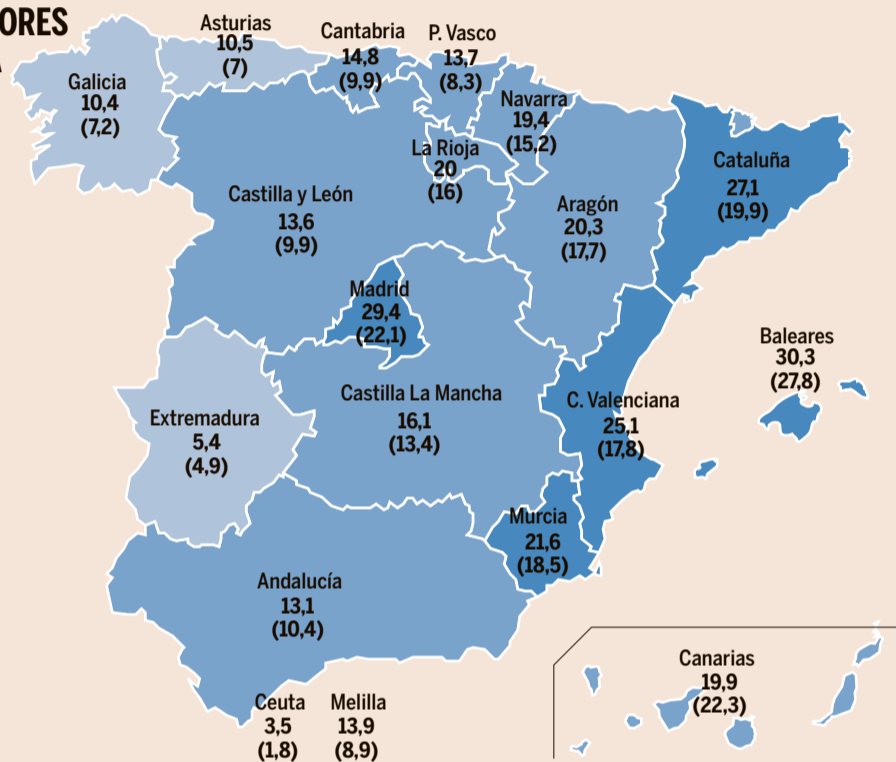 Asturias
10,5
(7)
Cantabria
14,8
(9,9)
P. Vasco
13,7
(8,3)
Galicia
10,4
(7,2)
Navarra
19,4
(15,2)
La Rioja
20
(16)
Cataluña
27,1
(19,9)
Castilla y León
13,6
(9,9)
Aragón
20,3
(17,7)
Madrid
29,4
(22,1)
Baleares
30,3
(27,8)
Castilla La Mancha
16,1
(13,4)
C. Valenciana
25,1
(17,8)
Extremadura
5,4
(4,9)
Murcia
21,6
(18,5)
Andalucía
13,1
(10,4)
Canarias
19,9
(22,3)
Ceuta
3,5
(1,8)
Melilla
13,9
(8,9)